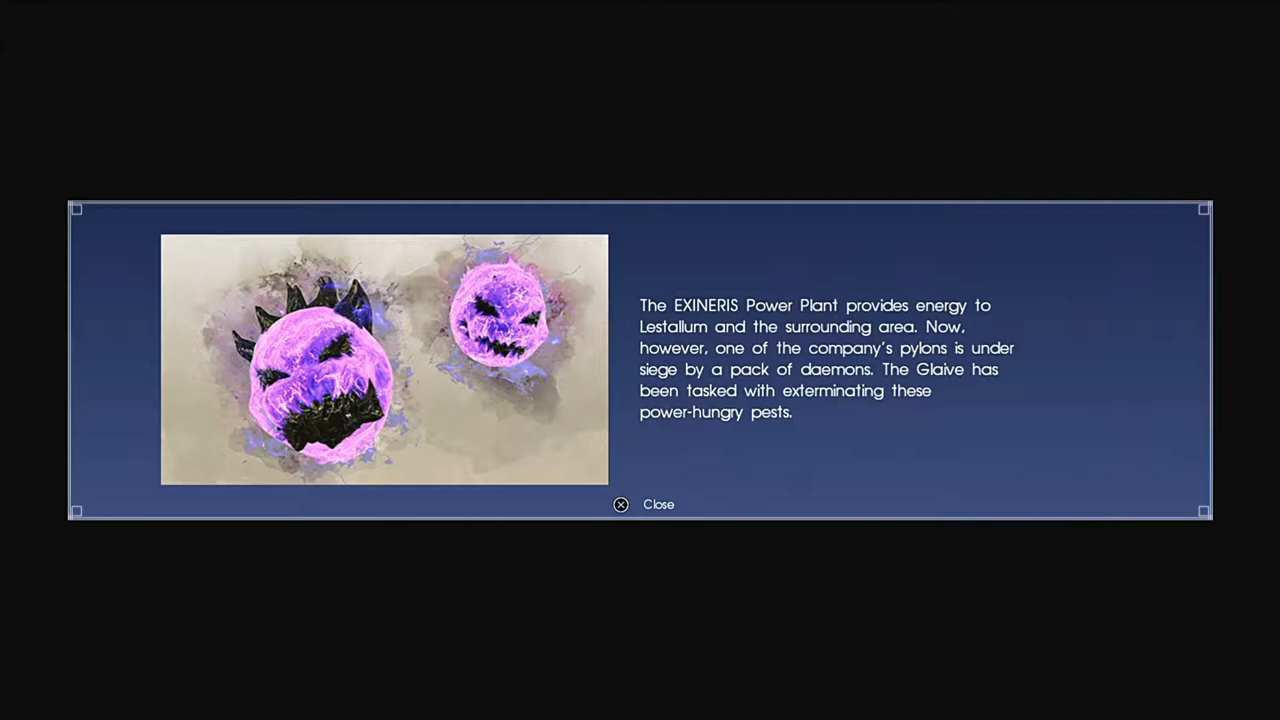 The EXINERIS Power Plant provides energy to
Lestallum and the surrounding area. Now,
however, one of the company's pylons is under
siege by a pack of daemons. The Glaive has
been tasked with exterminating these
power-hungry pests.
Close